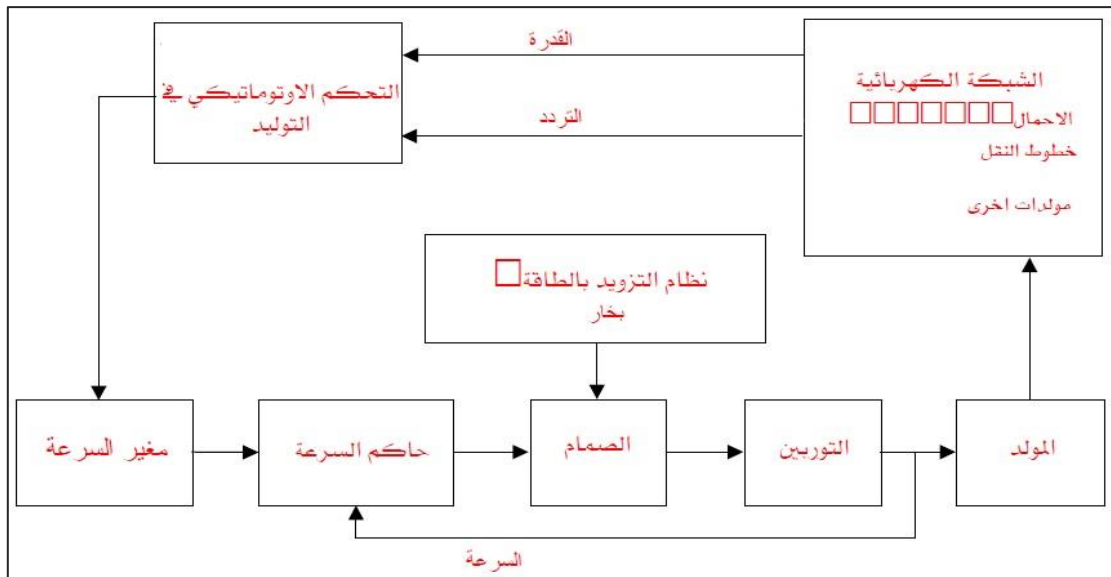 القدرة
الشبكة الكهربائية
الاحمال□□□□□□□
خطوط النقل
مولدات اخرى
التحكم الاوتوماتيكي في
التوليد
التردد
نظام التزويد بالطاقة□
بخار
مغير السرعة
حاكم السرعة
الصمام
التوربين
المولد
السرعة